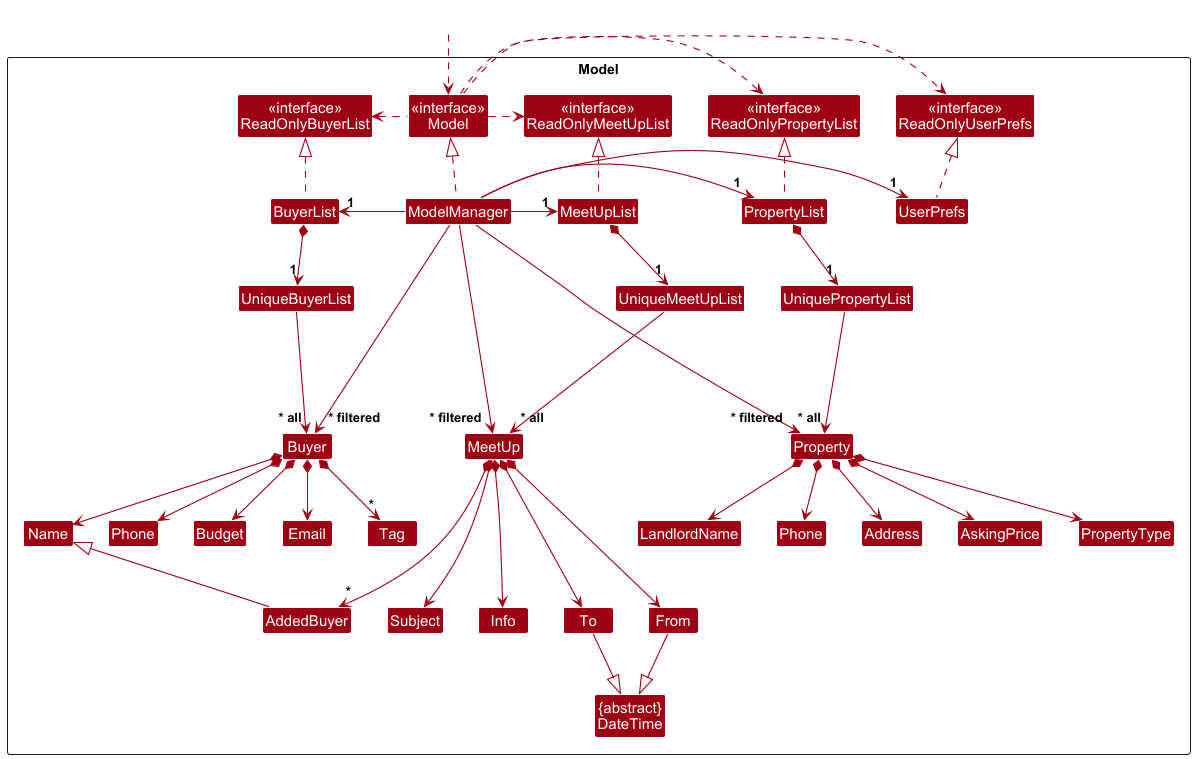 Model
«interface»
ReadOnlyBuyerList
«interface»
Model
«interface»
ReadOnlyMeetUpList
«interface»
ReadOnlyPropertyList
«interface»
ReadOnlyUserPrefs
1
1
1
1
BuyerList
ModelManager
MeetUpList
PropertyList
UserPrefs
1
1
1
UniqueBuyerList
UniqueMeetUpList
UniquePropertyList
* all
* filtered
* filtered
* all
* filtered
* all
Buyer
MeetUp
Property
*
Name
Phone
Budget
Email
Tag
LandlordName
Phone
Address
AskingPrice
PropertyType
*
AddedBuyer
Subject
Info
To
From
{abstract}
DateTime